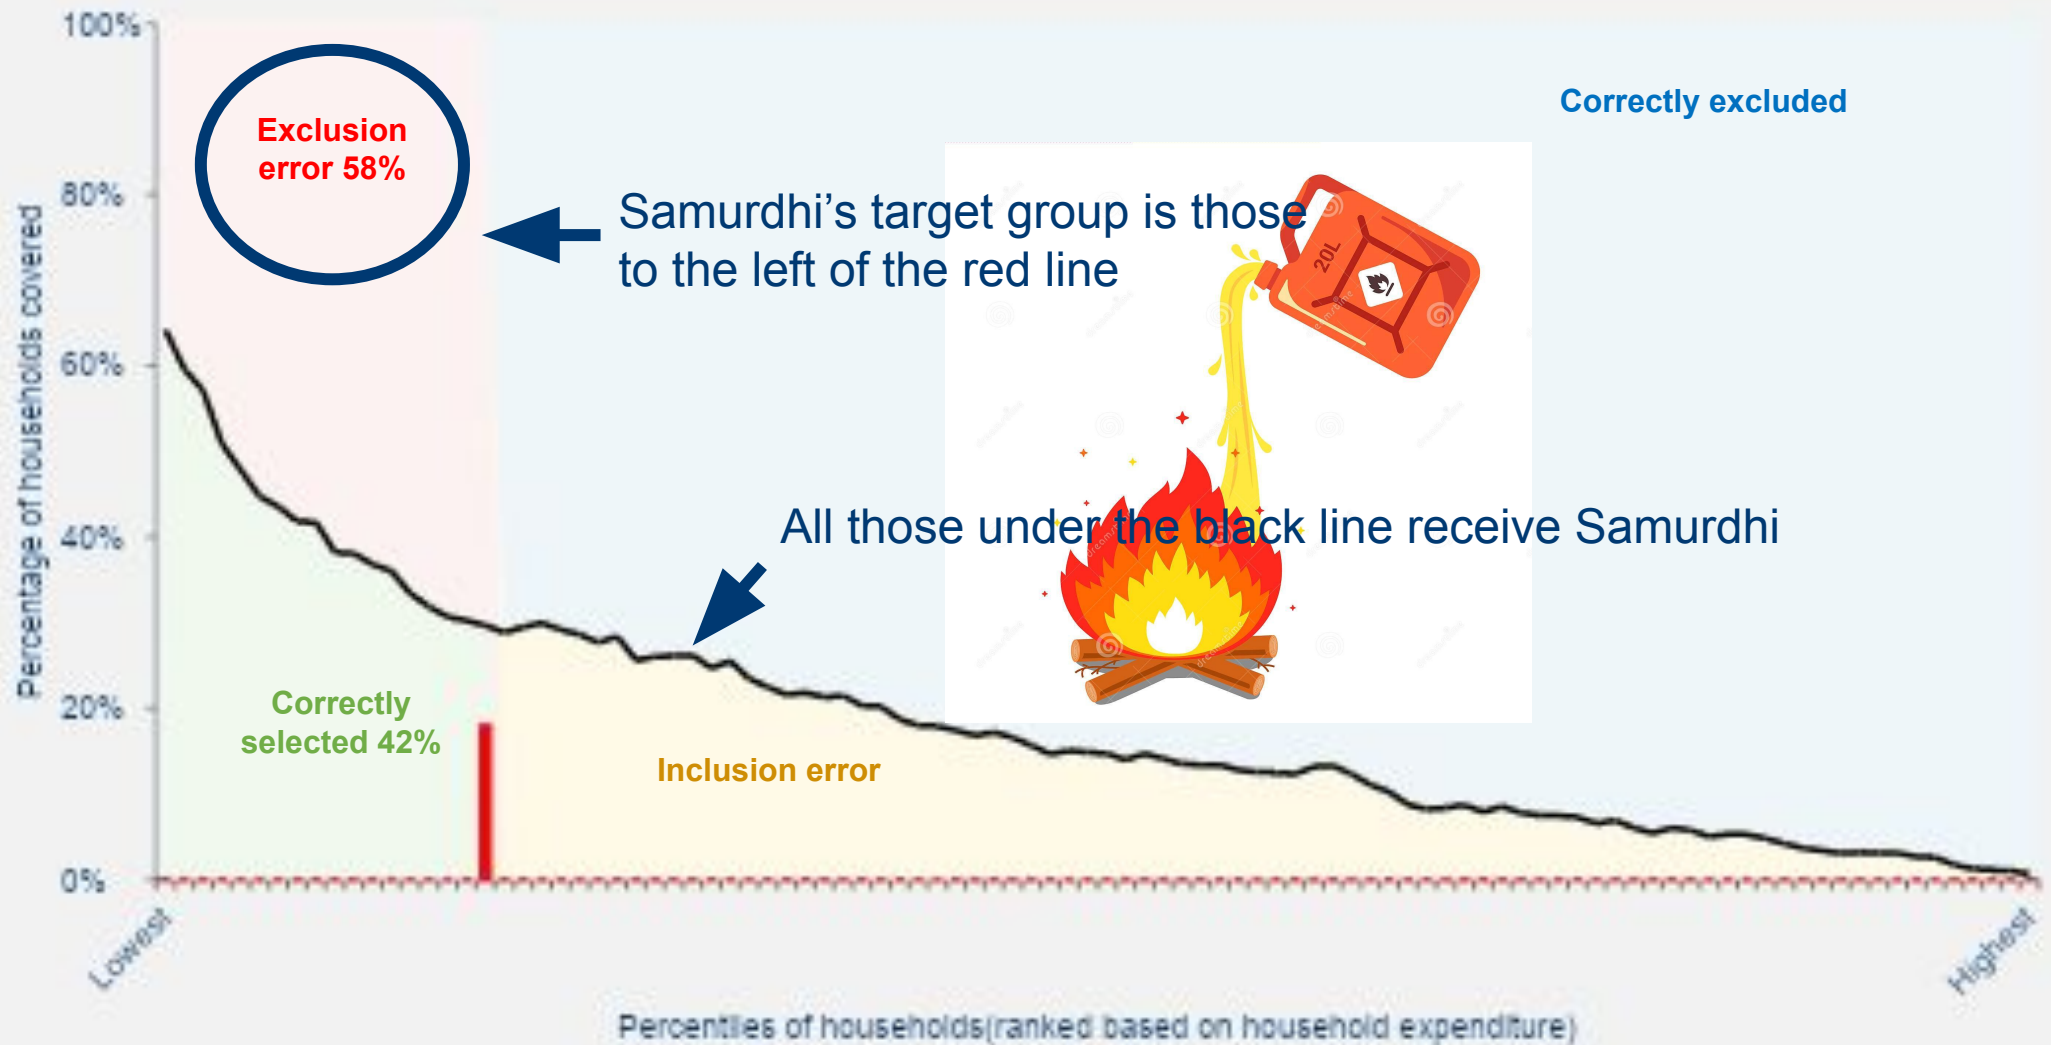 100%
Exclusion
error 58%
Correctly excluded
80%
Samurdhi’s target group is those
to the left of the red line
20L
60%
Percentage of households covered
40%
All those under the black line receive Samurdhi
20%
Correctly
selected 42%
Inclusion error
0%
Lowest
Highest
Percentiles of households(ranked based on household expenditure)